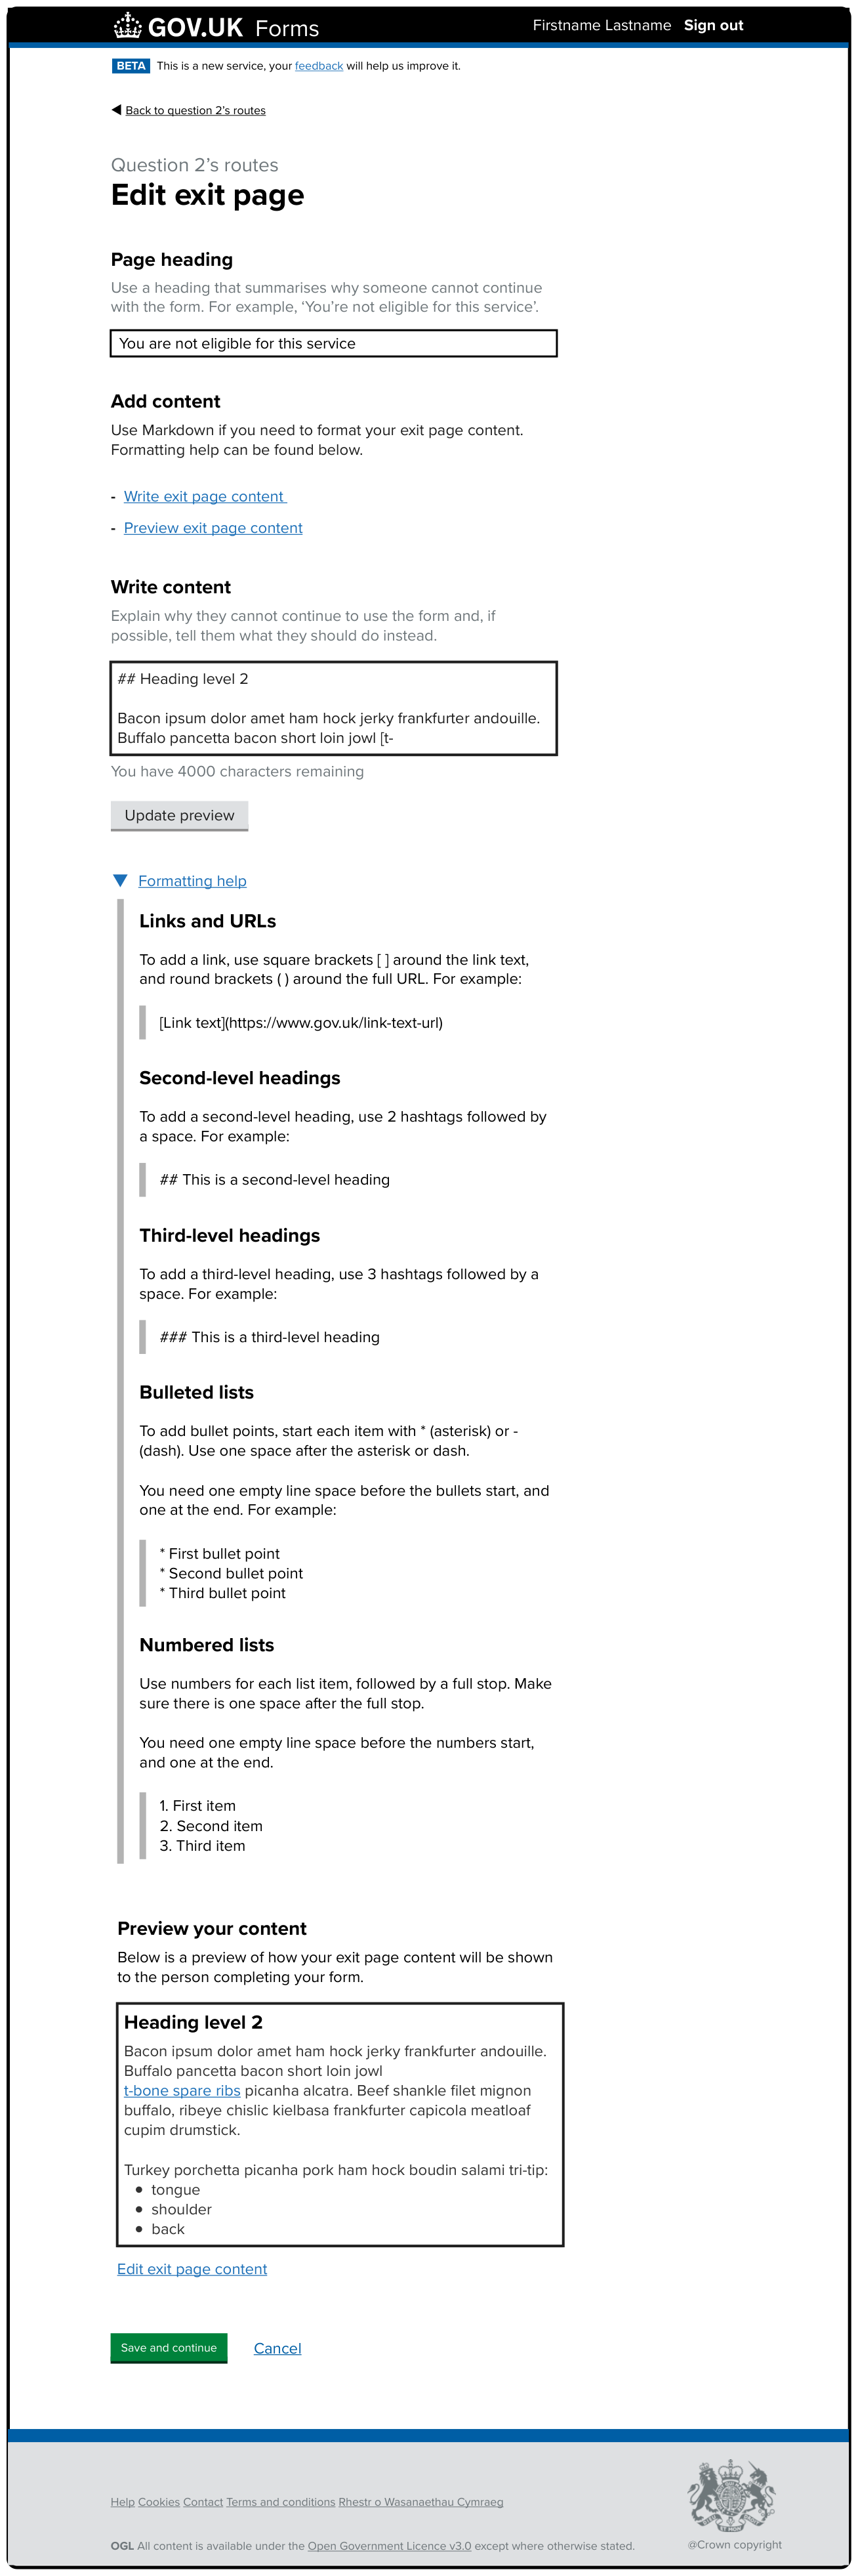 GOV.UK Forms Firstname Lastname Sign out
BETA This is a new service, your feedback will help us improve it.
◀ Back to question 2’s routes
Question 2’s routes
Edit exit page
Page heading
Use a heading that summarises why someone cannot continue
with the form. For example, ‘You’re not eligible for this service’.
You are not eligible for this service
Add content
Use Markdown if you need to format your exit page content.
Formatting help can be found below.
- Write exit page content
- Preview exit page content
Write content
Explain why they cannot continue to use the form and, if
possible, tell them what they should do instead.
## Heading level 2
Bacon ipsum dolor amet ham hock jerky frankfurter andouille.
Buffalo pancetta bacon short loin jowl [t-
You have 4000 characters remaining
Update preview
▼ Formatting help
Links and URLs
To add a link, use square brackets [ ] around the link text,
and round brackets ( ) around the full URL. For example:
[Link text](https://www.gov.uk/link-text-url)
Second-level headings
To add a second-level heading, use 2 hashtags followed by
a space. For example:
## This is a second-level heading
Third-level headings
To add a third-level heading, use 3 hashtags followed by a
space. For example:
### This is a third-level heading
Bulleted lists
To add bullet points, start each item with * (asterisk) or -
(dash). Use one space after the asterisk or dash.
You need one empty line space before the bullets start, and
one at the end. For example:
* First bullet point
* Second bullet point
* Third bullet point
Numbered lists
Use numbers for each list item, followed by a full stop. Make
sure there is one space after the full stop.
You need one empty line space before the numbers start,
and one at the end.
1. First item
2. Second item
3. Third item
Preview your content
Below is a preview of how your exit page content will be shown
to the person completing your form.
Heading level 2
Bacon ipsum dolor amet ham hock jerky frankfurter andouille.
Buffalo pancetta bacon short loin jowl
t-bone spare ribs picanha alcatra. Beef shankle filet mignon
buffalo, ribeye chislic kielbasa frankfurter capicola meatloaf
cupim drumstick.
Turkey porchetta picanha pork ham hock boudin salami tri-tip:
• tongue
• shoulder
• back
Edit exit page content
Save and continue Cancel
Help Cookies Contact Terms and conditions Rhestr o Wasanaethau Cymraeg
OGL All content is available under the Open Government Licence v3.0 except where otherwise stated.
@Crown copyright